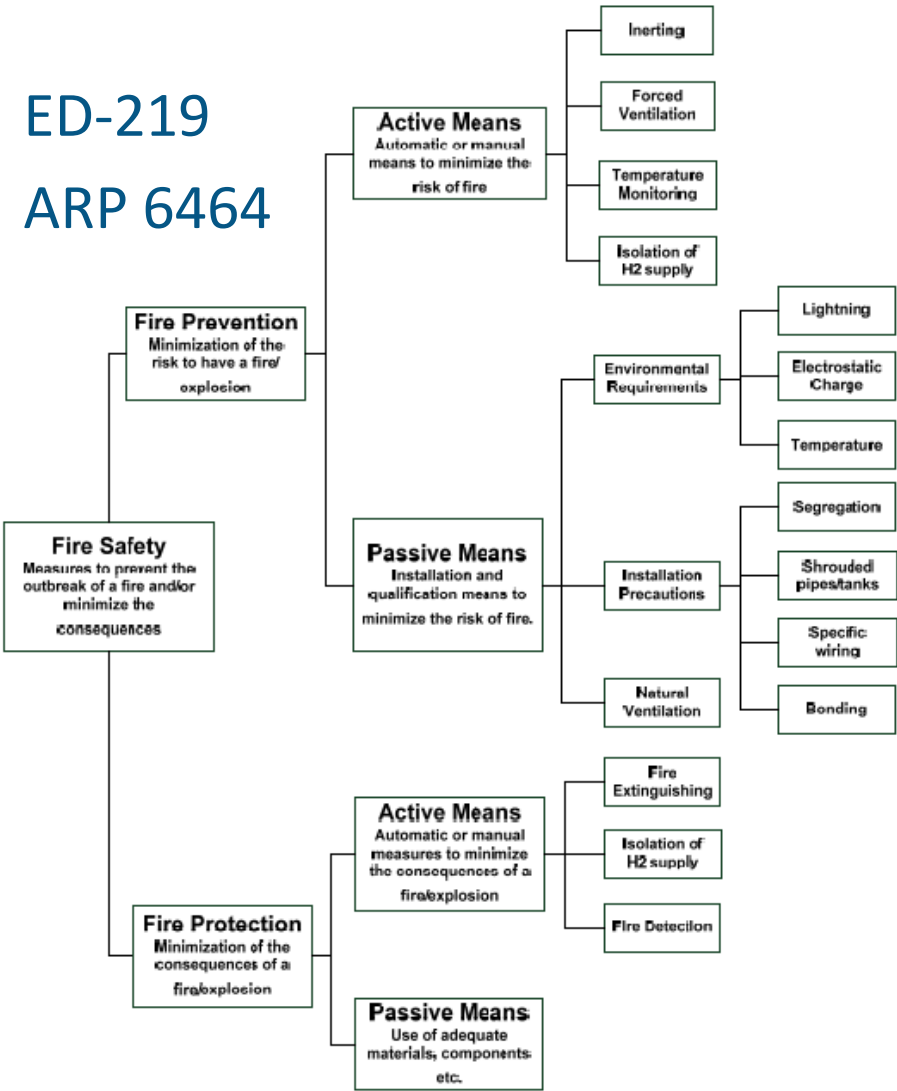 ED-219
ARP 6464
Inerting
Forced
Ventilation
Active Means
Automatic or manual
means to minimize the
risk of fire
Temperature
Monitoring
Isolation of
H2 supply
Fire Prevention
Minimization of the
risk to have a fire/
explosion
Lightning
Environmental
Requirements
Electrostatic
Charge
Temperature
Fire Safety
Measures to prevent the
outbreak of a fire and/or
minimize the
consequences
Passive Means
Installation and
qualification means to
minimize the risk of fire.
Segregation
Installation
Precautions
Shrouded
pipes/tanks
Specific
wiring
Natural
Ventilation
Bonding
Fire Protection
Minimization of the
consequences of a
fire/explosion
Active Means
Automatic or manual
measures to minimize
the consequences of a
fire/explosion
Fire
Extinguishing
Isolation of
H2 supply
Fire Detection
Passive Means
Use of adequate
materials, components
etc.